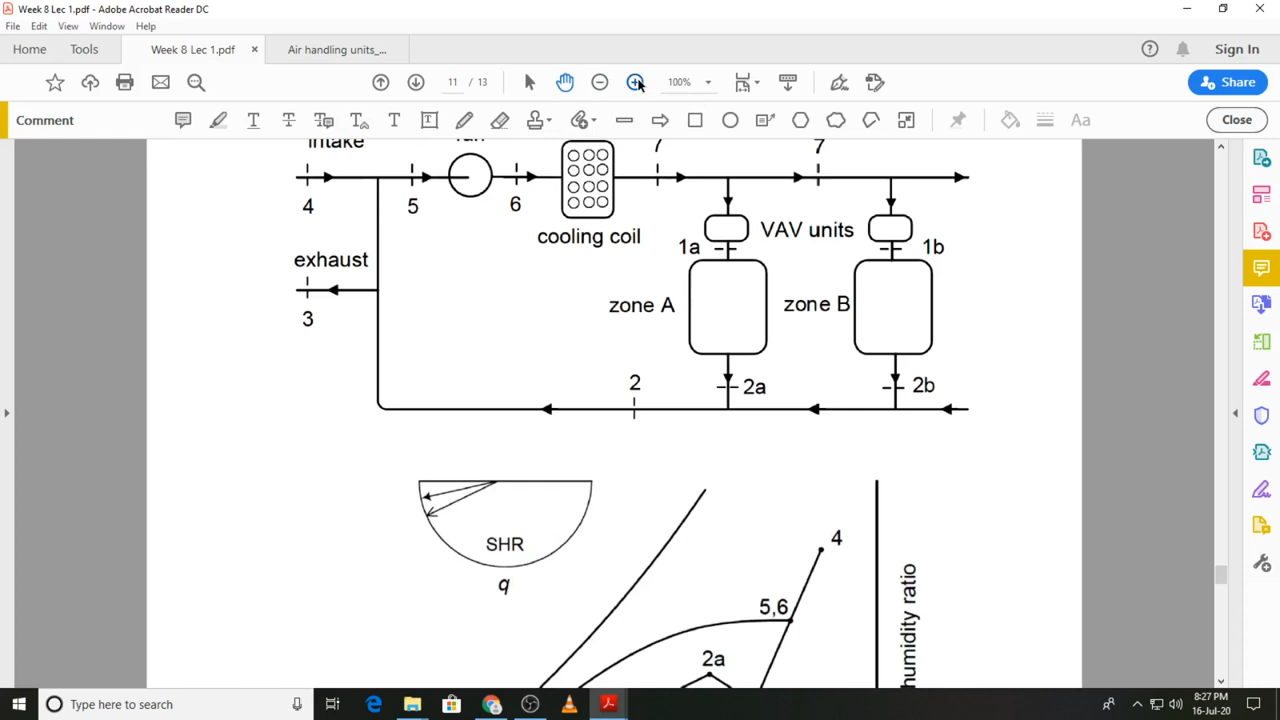 Week 8 Lec 1.pdf - Adobe Acrobat Reader DC
File Edit View Window Help
Home Tools Week 8 Lec 1.pdf × Air handling units_... Sign In
11 / 13 100% Share
Comment Aa Close
intake
fan
7 7
4 5 6
cooling coil VAV units
1a 1b
exhaust
zone A zone B
3
2 2a 2b
SHR
q
4
5,6
2a
humidity ratio
Type here to search
8:27 PM
16-Jul-20